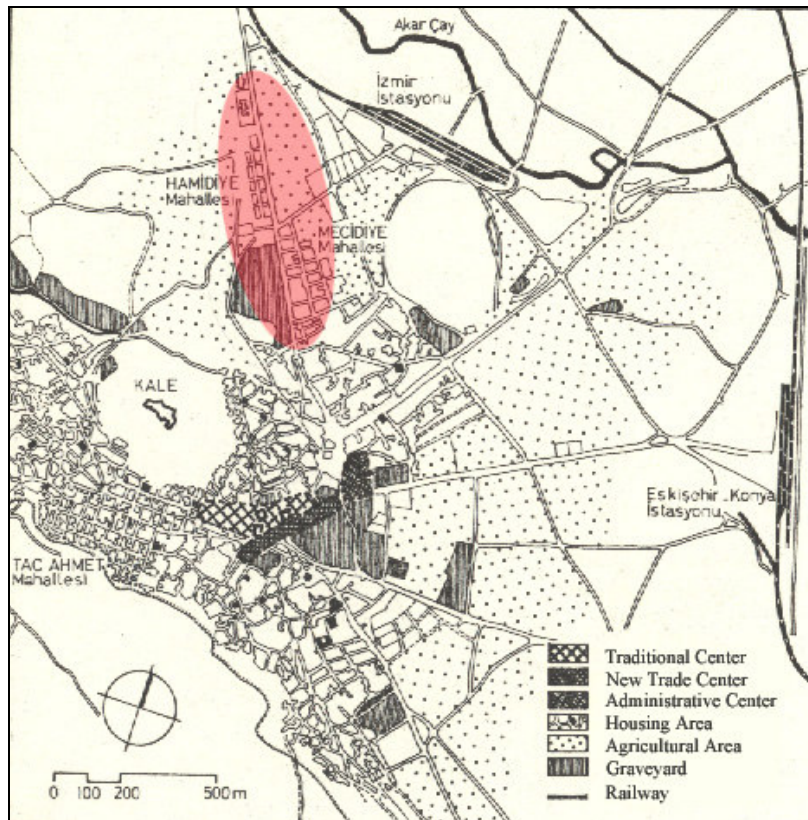 Akar Çay
İzmir
İstasyonu
HAMİDİYE
Mahallesi
MECİDİYE
Mahallesi
KALE
Eskişehir-Konya
İstasyonu
TAC AHMET
Mahallesi
Traditional Center
New Trade Center
Administrative Center
Housing Area
Agricultural Area
Graveyard
Railway
0 100 200 500m